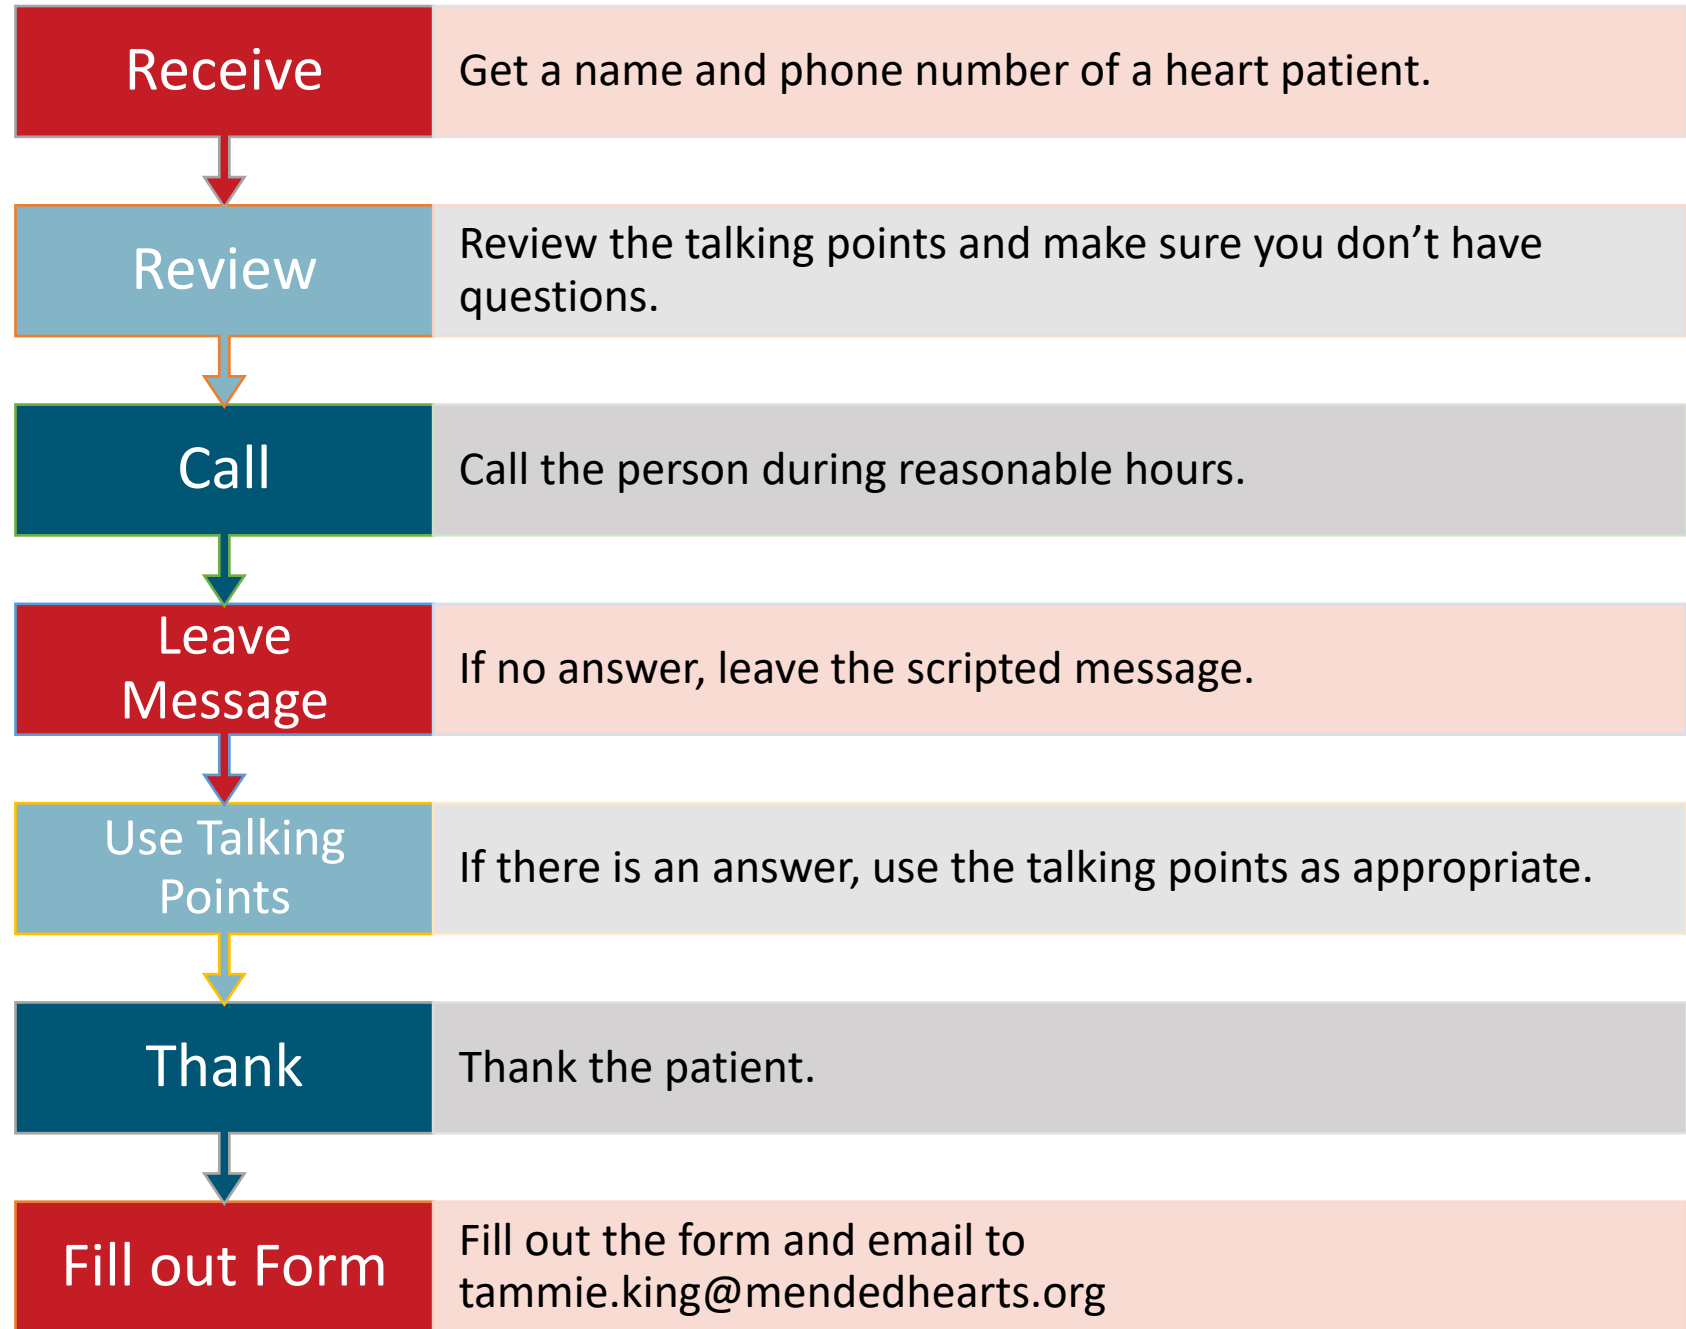 Receive
Get a name and phone number of a heart patient.
Review
Review the talking points and make sure you don’t have
questions.
Call
Call the person during reasonable hours.
Leave
Message
If no answer, leave the scripted message.
Use Talking
Points
If there is an answer, use the talking points as appropriate.
Thank
Thank the patient.
Fill out Form
Fill out the form and email to
tammie.king@mendedhearts.org